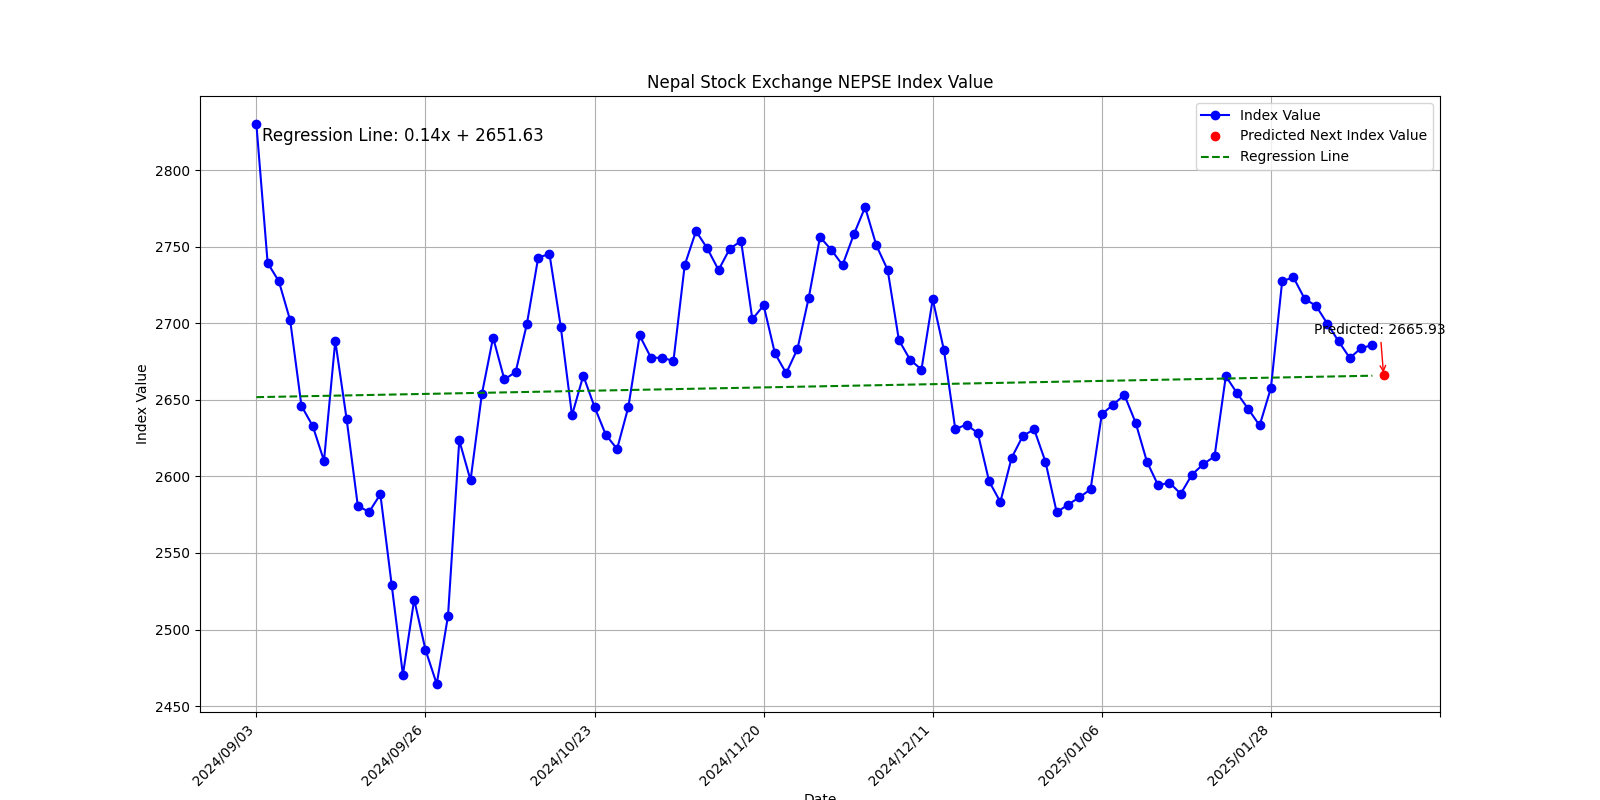 Nepal Stock Exchange NEPSE Index Value
Regression Line: 0.14x + 2651.63
Index Value
Predicted Next Index Value
Regression Line
Predicted: 2665.93
Index Value
2800
2750
2700
2650
2600
2550
2500
2450
2024/09/03
2024/09/26
2024/10/23
2024/11/20
2024/12/11
2025/01/06
2025/01/28
Date